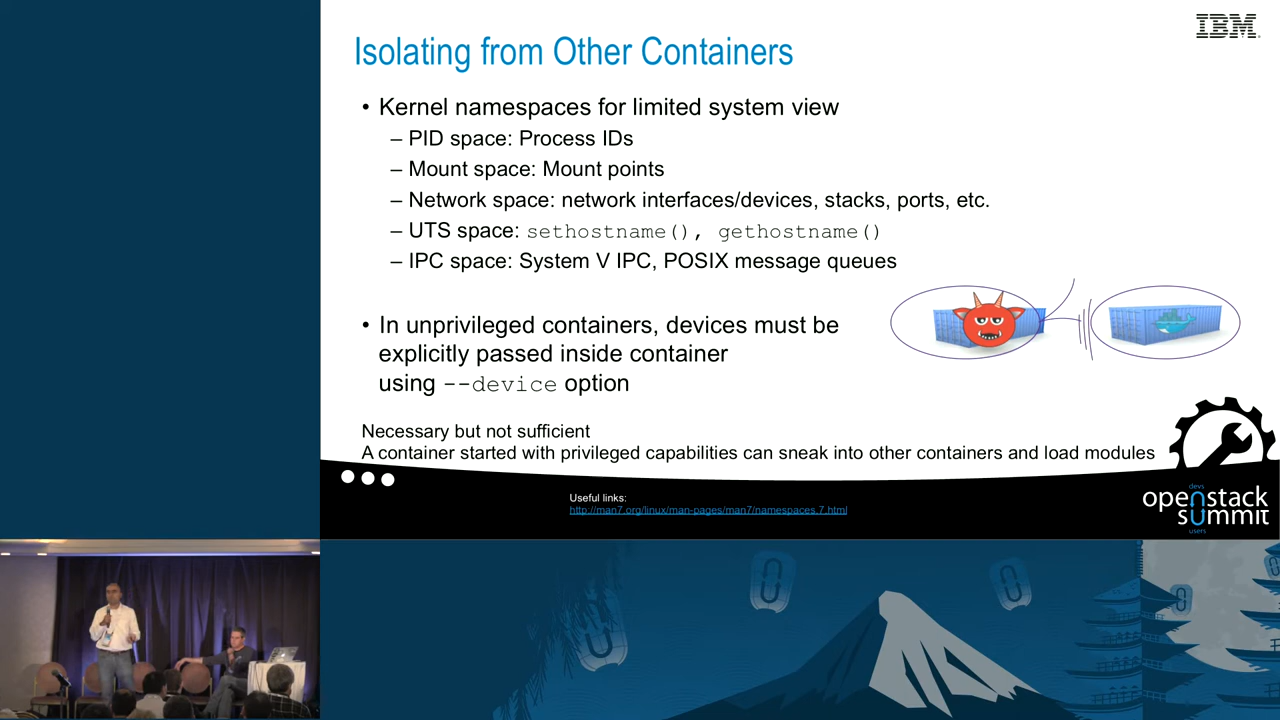 IBM
Isolating from Other Containers
• Kernel namespaces for limited system view
– PID space: Process IDs
– Mount space: Mount points
– Network space: network interfaces/devices, stacks, ports, etc.
– UTS space: sethostname(), gethostname()
– IPC space: System V IPC, POSIX message queues
• In unprivileged containers, devices must be
explicitly passed inside container
using --device option
Necessary but not sufficient
A container started with privileged capabilities can sneak into other containers and load modules
Useful links:
http://man7.org/linux/man-pages/man7/namespaces.7.html
devs
openstack
summit
users